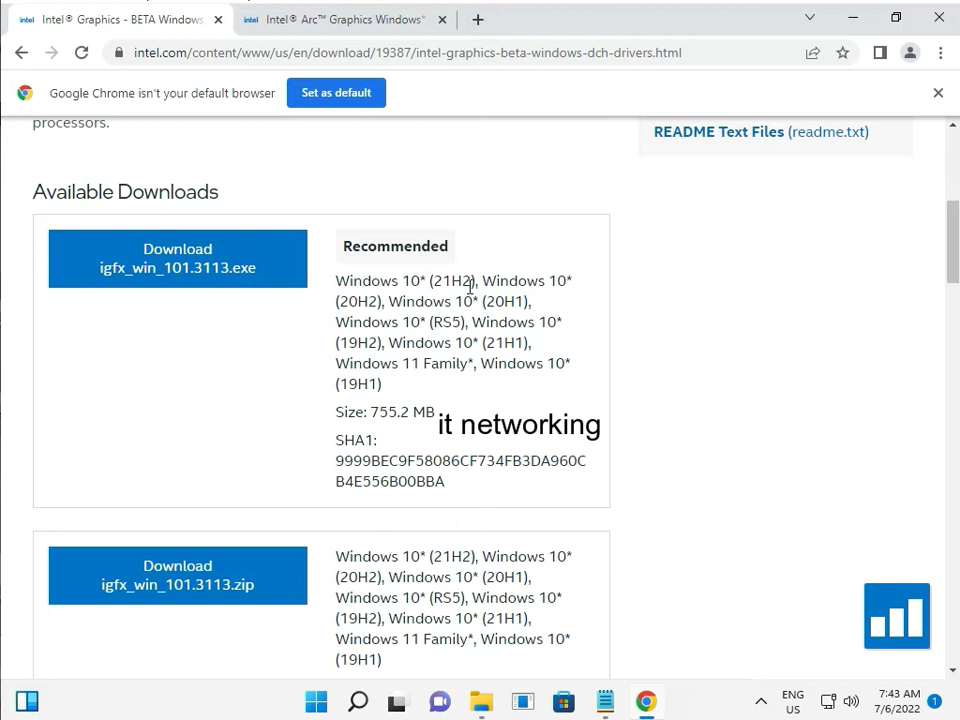 intel Intel® Graphics - BETA Windows
intel Intel® Arc™ Graphics Windows*
intel.com/content/www/us/en/download/19387/intel-graphics-beta-windows-dch-drivers.html
Google Chrome isn't your default browser
Set as default
processors.
README Text Files (readme.txt)
Available Downloads
Download
igfx_win_101.3113.exe
Recommended
Windows 10* (21H2), Windows 10*
(20H2), Windows 10* (20H1),
Windows 10* (RS5), Windows 10*
(19H2), Windows 10* (21H1),
Windows 11 Family*, Windows 10*
(19H1)
Size: 755.2 MB
it networking
SHA1:
9999BEC9F58086CF734FB3DA960C
B4E556B00BBA
Download
igfx_win_101.3113.zip
Windows 10* (21H2), Windows 10*
(20H2), Windows 10* (20H1),
Windows 10* (RS5), Windows 10*
(19H2), Windows 10* (21H1),
Windows 11 Family*, Windows 10*
(19H1)
ENG
US
7:43 AM
7/6/2022
1